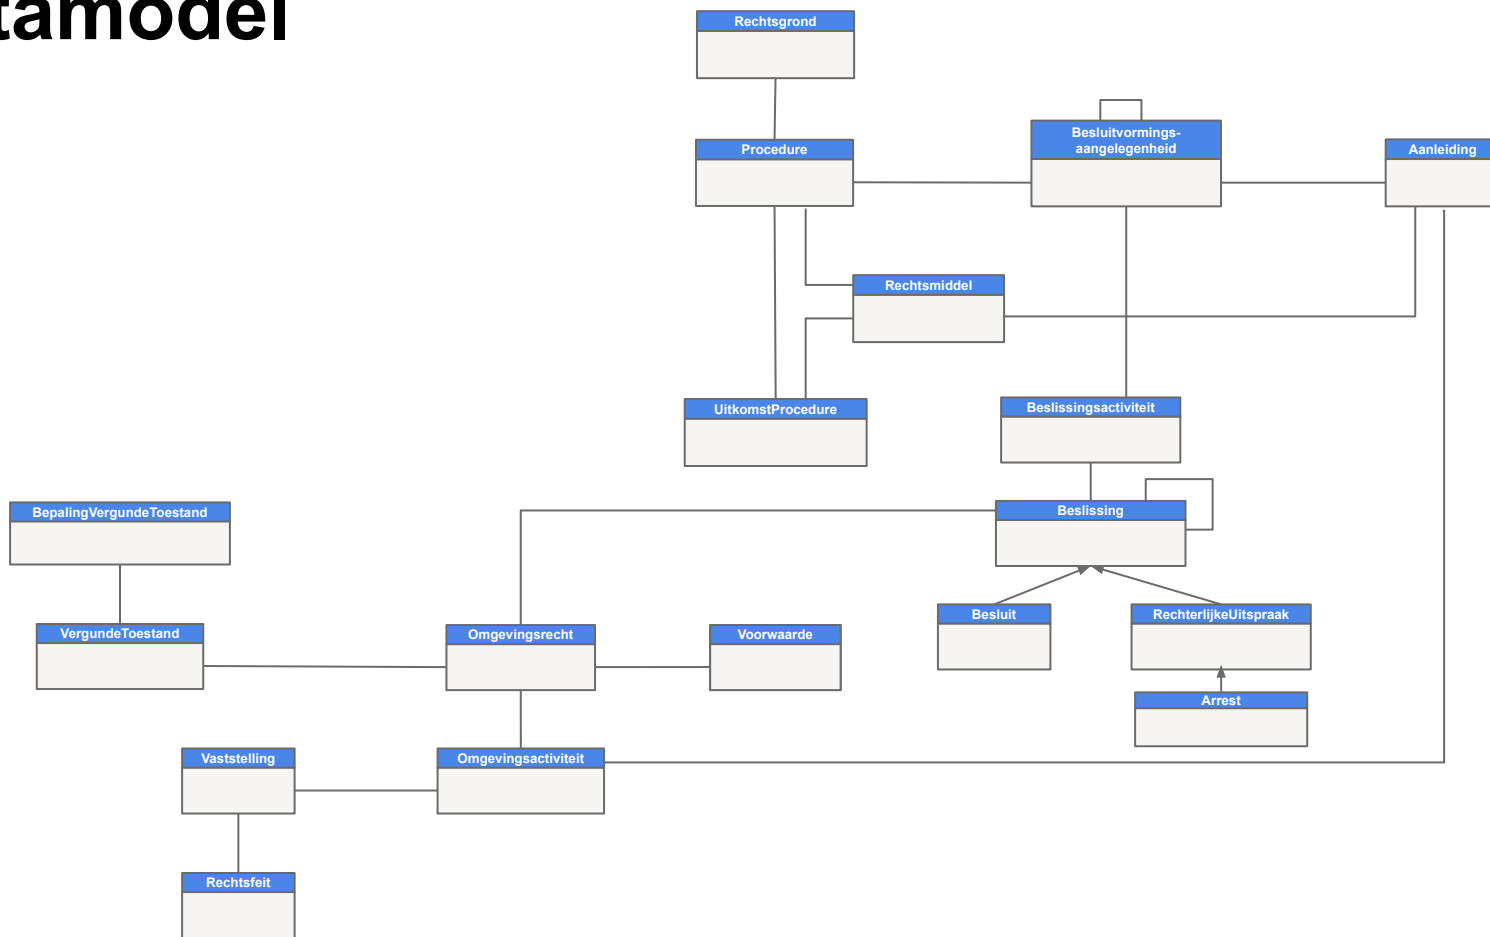 tamodel
Rechtsgrond
Besluitvormings-
aangelegenheid
Procedure
Aanleiding
Rechtsmiddel
UitkomstProcedure
Beslissingsactiviteit
BepalingVergundeToestand
Beslissing
Besluit
RechterlijkeUitspraak
VergundeToestand
Omgevingsrecht
Voorwaarde
Arrest
Vaststelling
Omgevingsactiviteit
Rechtsfeit